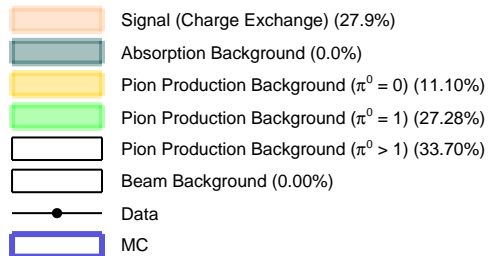 Signal (Charge Exchange) (27.9%)
Absorption Background (0.0%)
Pion Production Background (π⁰ = 0) (11.10%)
Pion Production Background (π⁰ = 1) (27.28%)
Pion Production Background (π⁰ > 1) (33.70%)
Beam Background (0.00%)
Data
MC